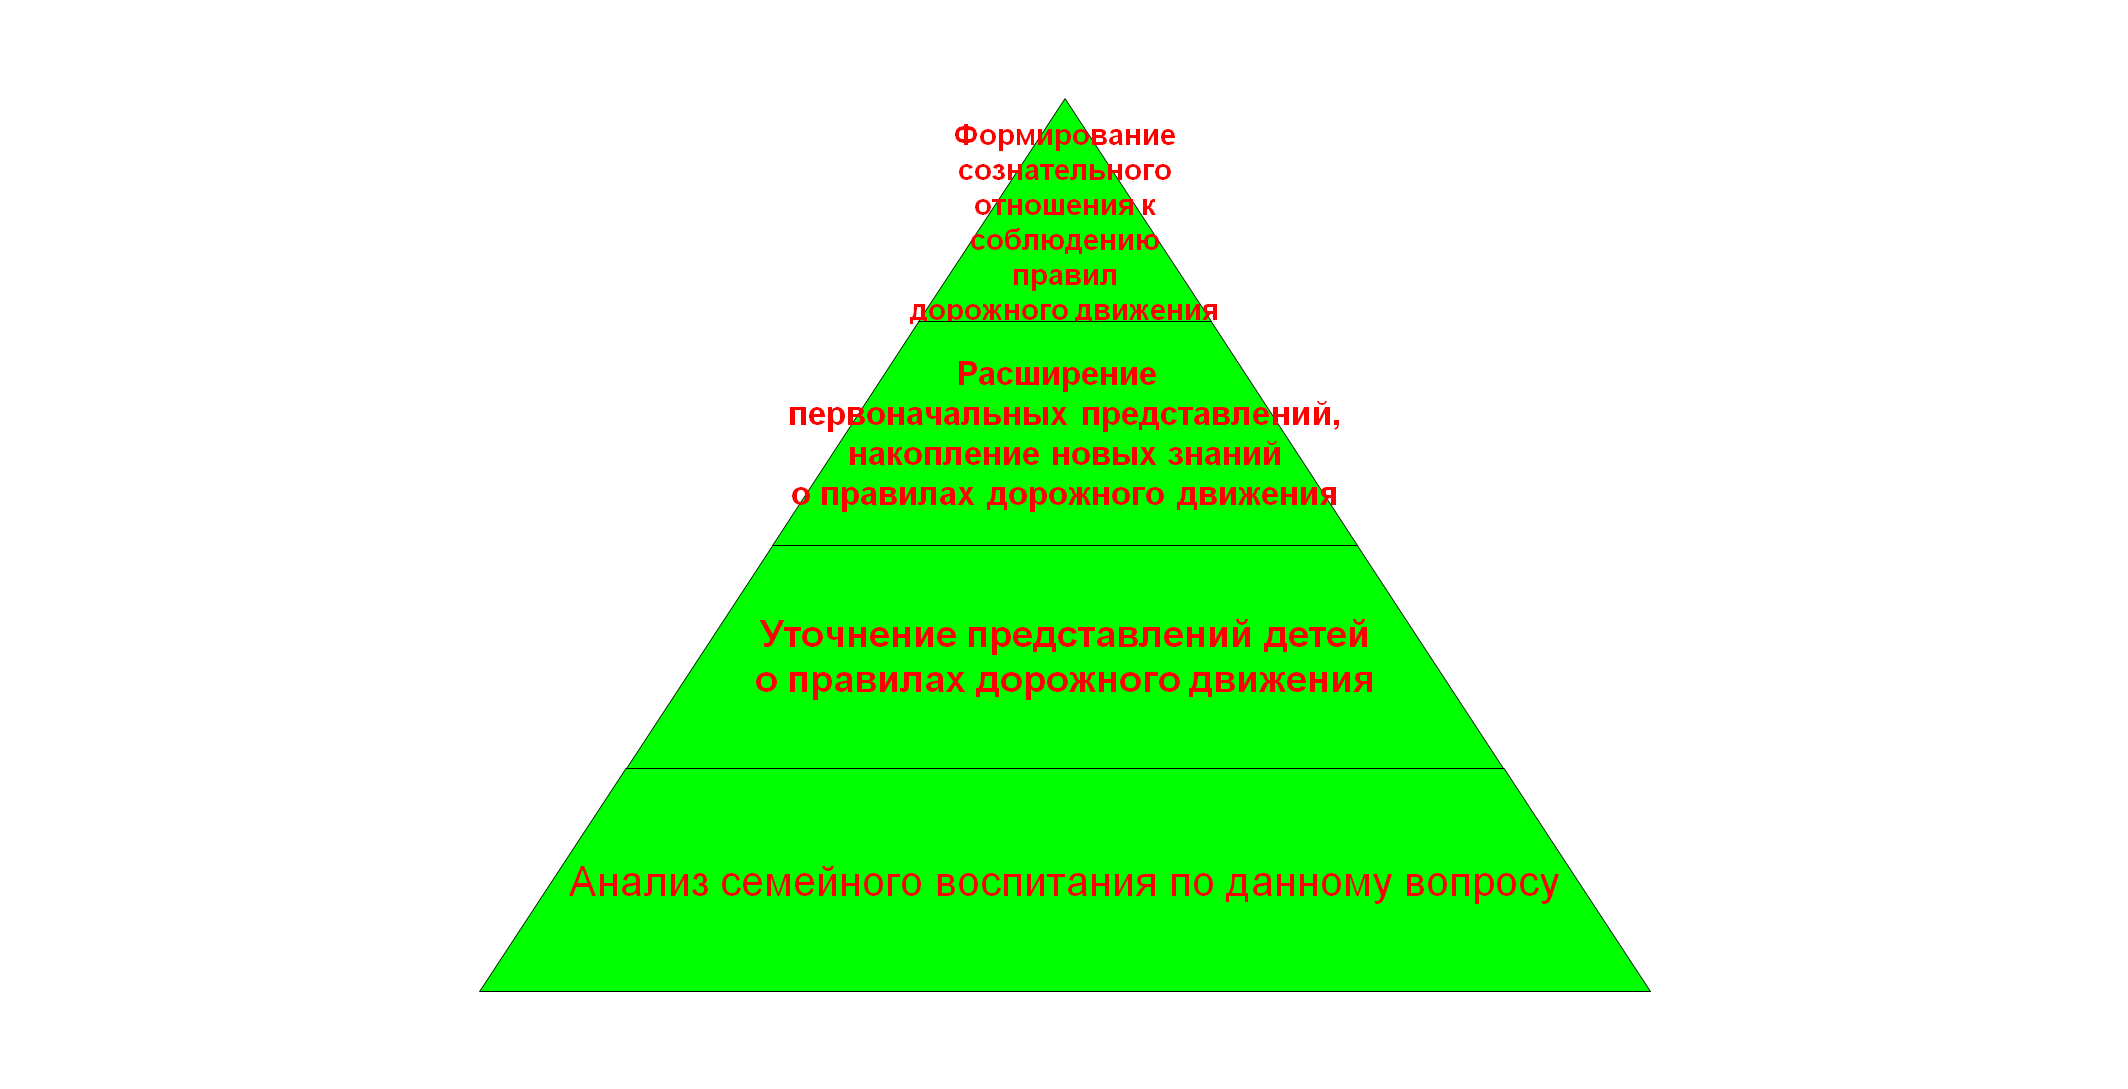 Формирование
сознательного
отношения к
соблюдению
правил
дорожного движения
Расширение
первоначальных представлений,
накопление новых знаний
о правилах дорожного движения
Уточнение представлений детей
о правилах дорожного движения
Анализ семейного воспитания по данному вопросу